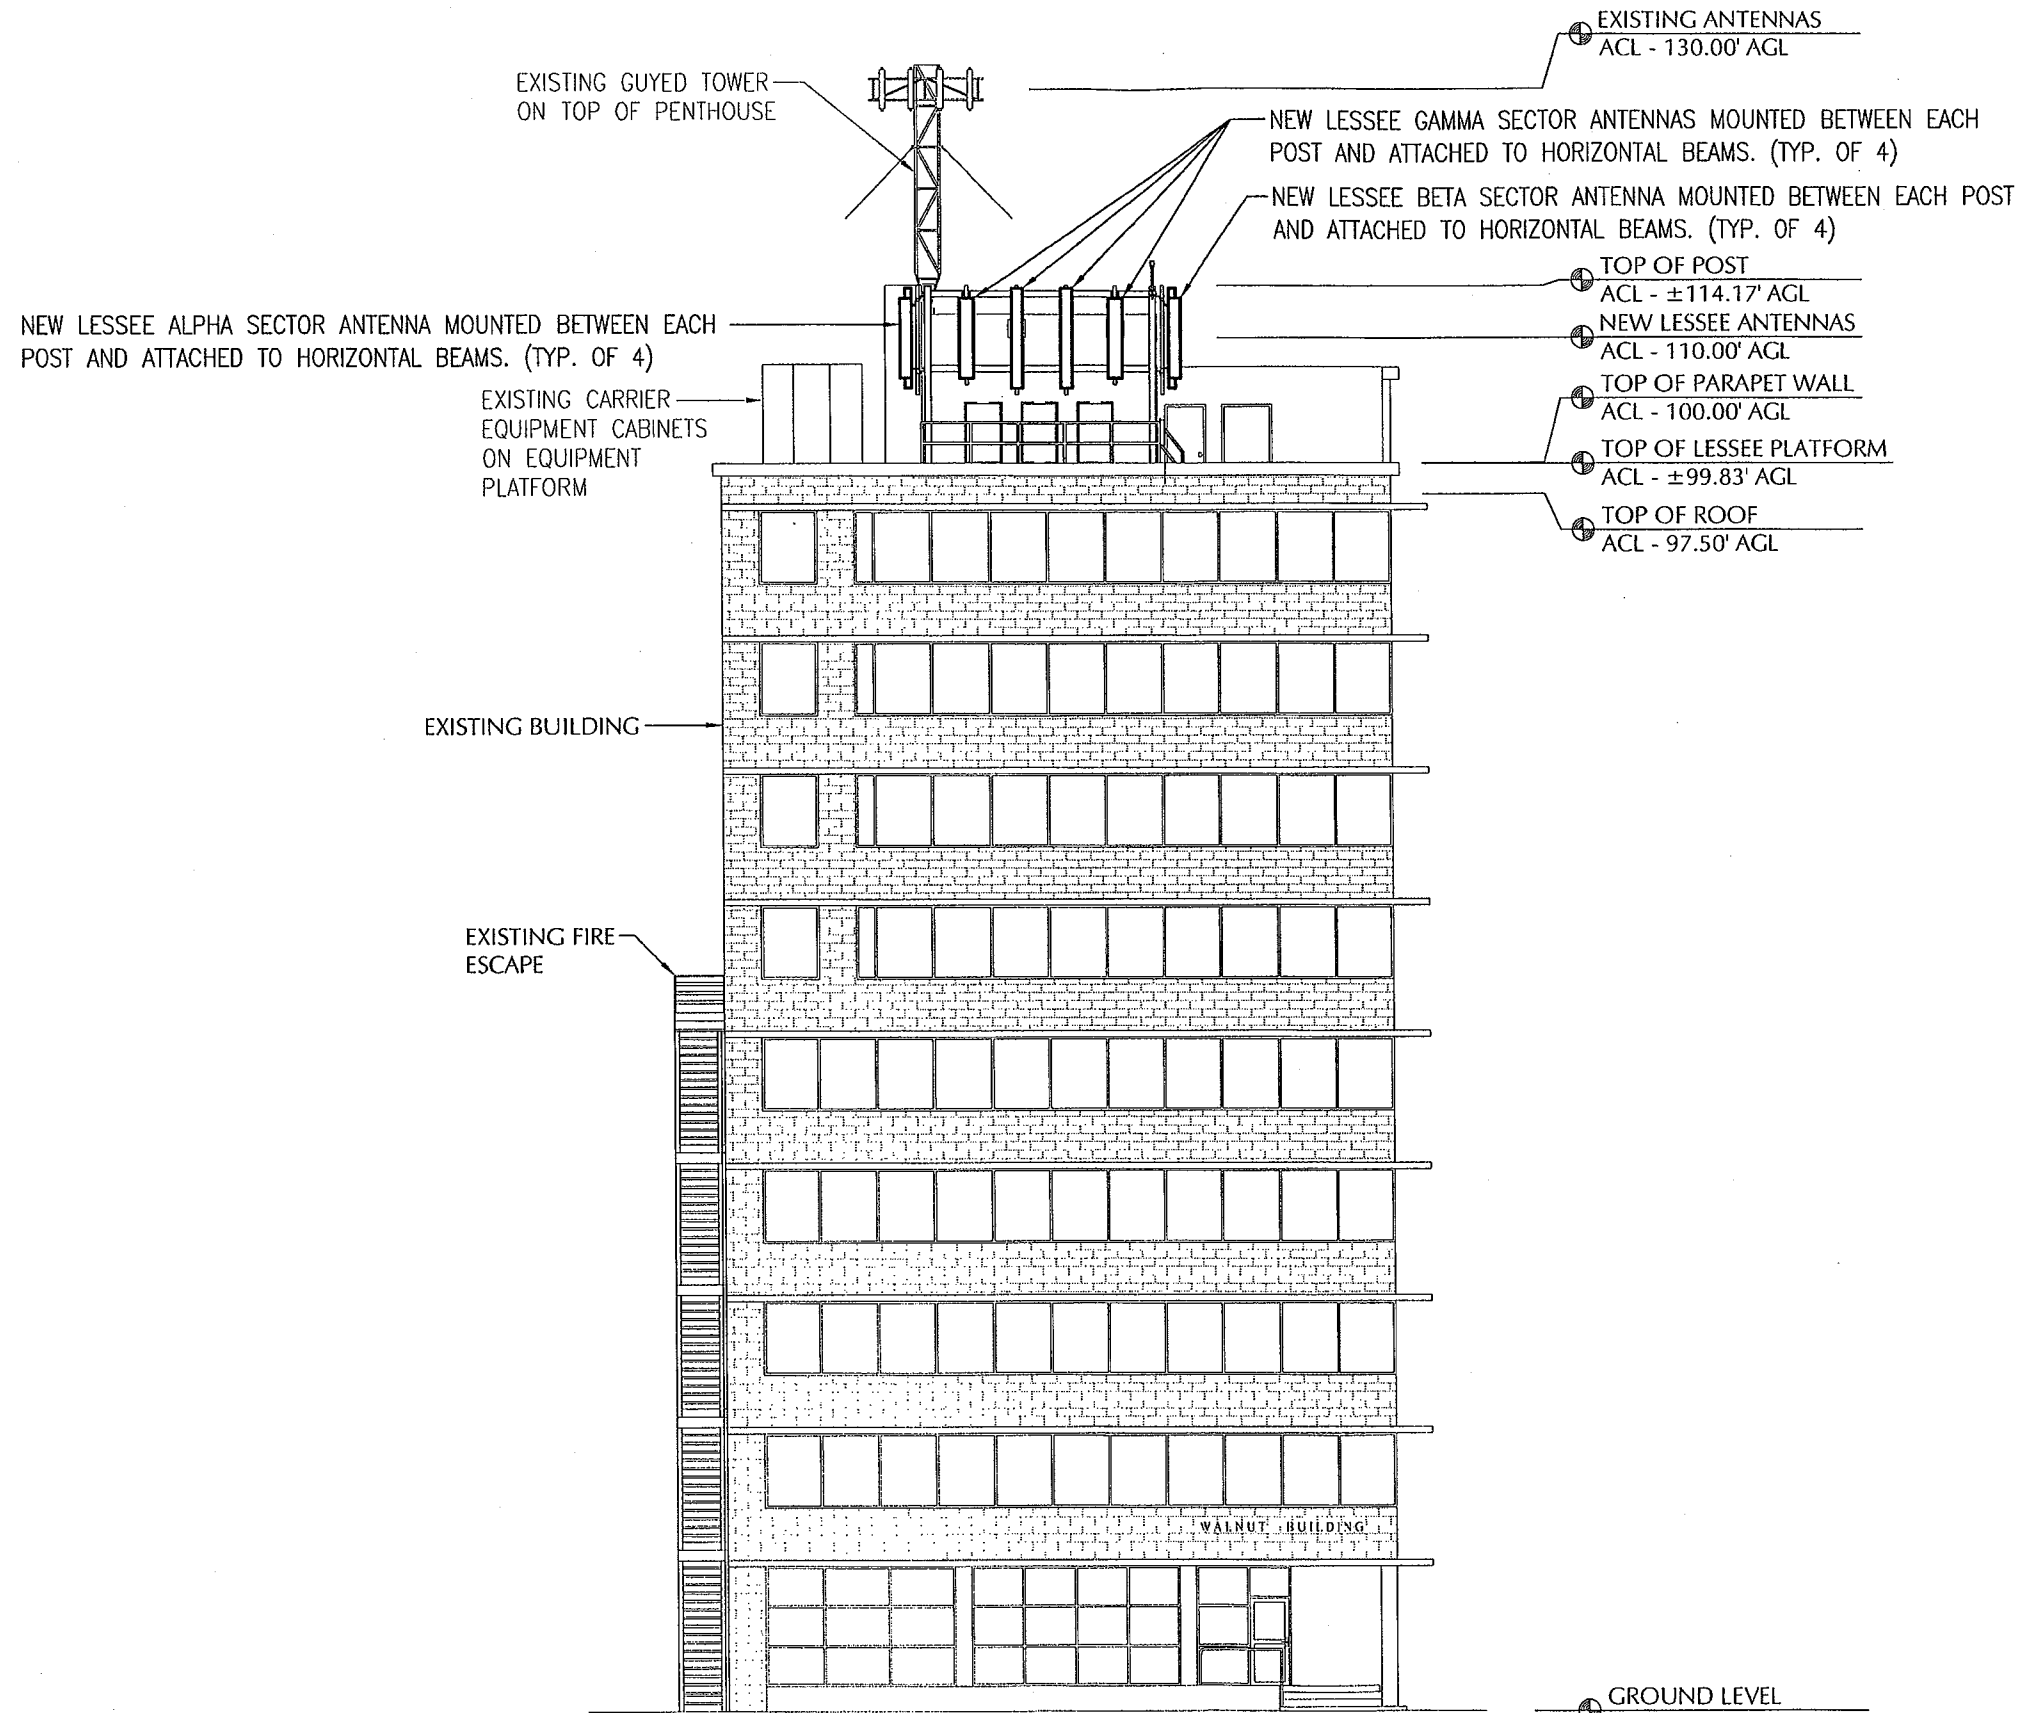 EXISTING ANTENNAS
ACL - 130.00' AGL
EXISTING GUYED TOWER
ON TOP OF PENTHOUSE
NEW LESSEE GAMMA SECTOR ANTENNAS MOUNTED BETWEEN EACH
POST AND ATTACHED TO HORIZONTAL BEAMS. (TYP. OF 4)
NEW LESSEE BETA SECTOR ANTENNA MOUNTED BETWEEN EACH POST
AND ATTACHED TO HORIZONTAL BEAMS. (TYP. OF 4)
TOP OF POST
ACL - ±114.17' AGL
NEW LESSEE ALPHA SECTOR ANTENNA MOUNTED BETWEEN EACH
POST AND ATTACHED TO HORIZONTAL BEAMS. (TYP. OF 4)
NEW LESSEE ANTENNAS
ACL - 110.00' AGL
TOP OF PARAPET WALL
ACL - 100.00' AGL
EXISTING CARRIER
EQUIPMENT CABINETS
ON EQUIPMENT
PLATFORM
TOP OF LESSEE PLATFORM
ACL - ±99.83' AGL
TOP OF ROOF
ACL - 97.50' AGL
EXISTING BUILDING
EXISTING FIRE
ESCAPE
WALNUT BUILDING
GROUND LEVEL